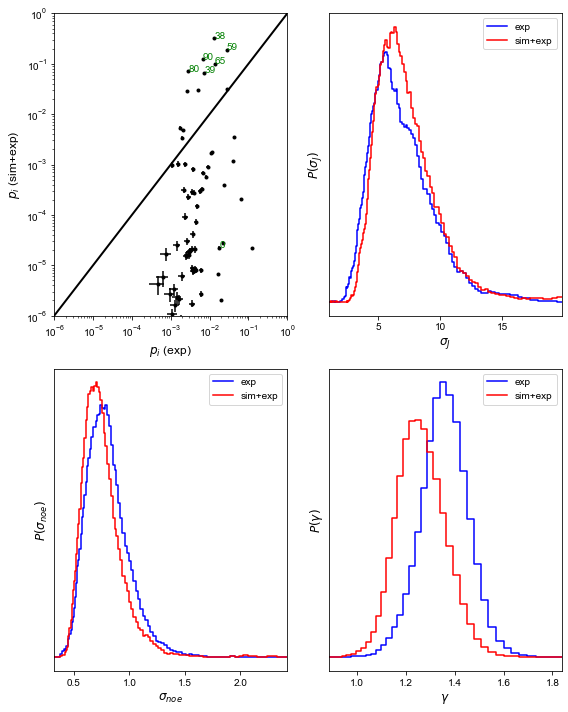 10^0
10^-1
10^-2
10^-3
10^-4
10^-5
10^-6
p_i (sim+exp)
38
59
90
65
80
39
9
10^-6 10^-5 10^-4 10^-3 10^-2 10^-1 10^0
p_i (exp)
exp
sim+exp
P(σ_J)
5 10 15
σ_J
exp
sim+exp
P(σ_noe)
0.5 1.0 1.5 2.0
σ_noe
exp
sim+exp
P(γ)
1.0 1.2 1.4 1.6 1.8
γ